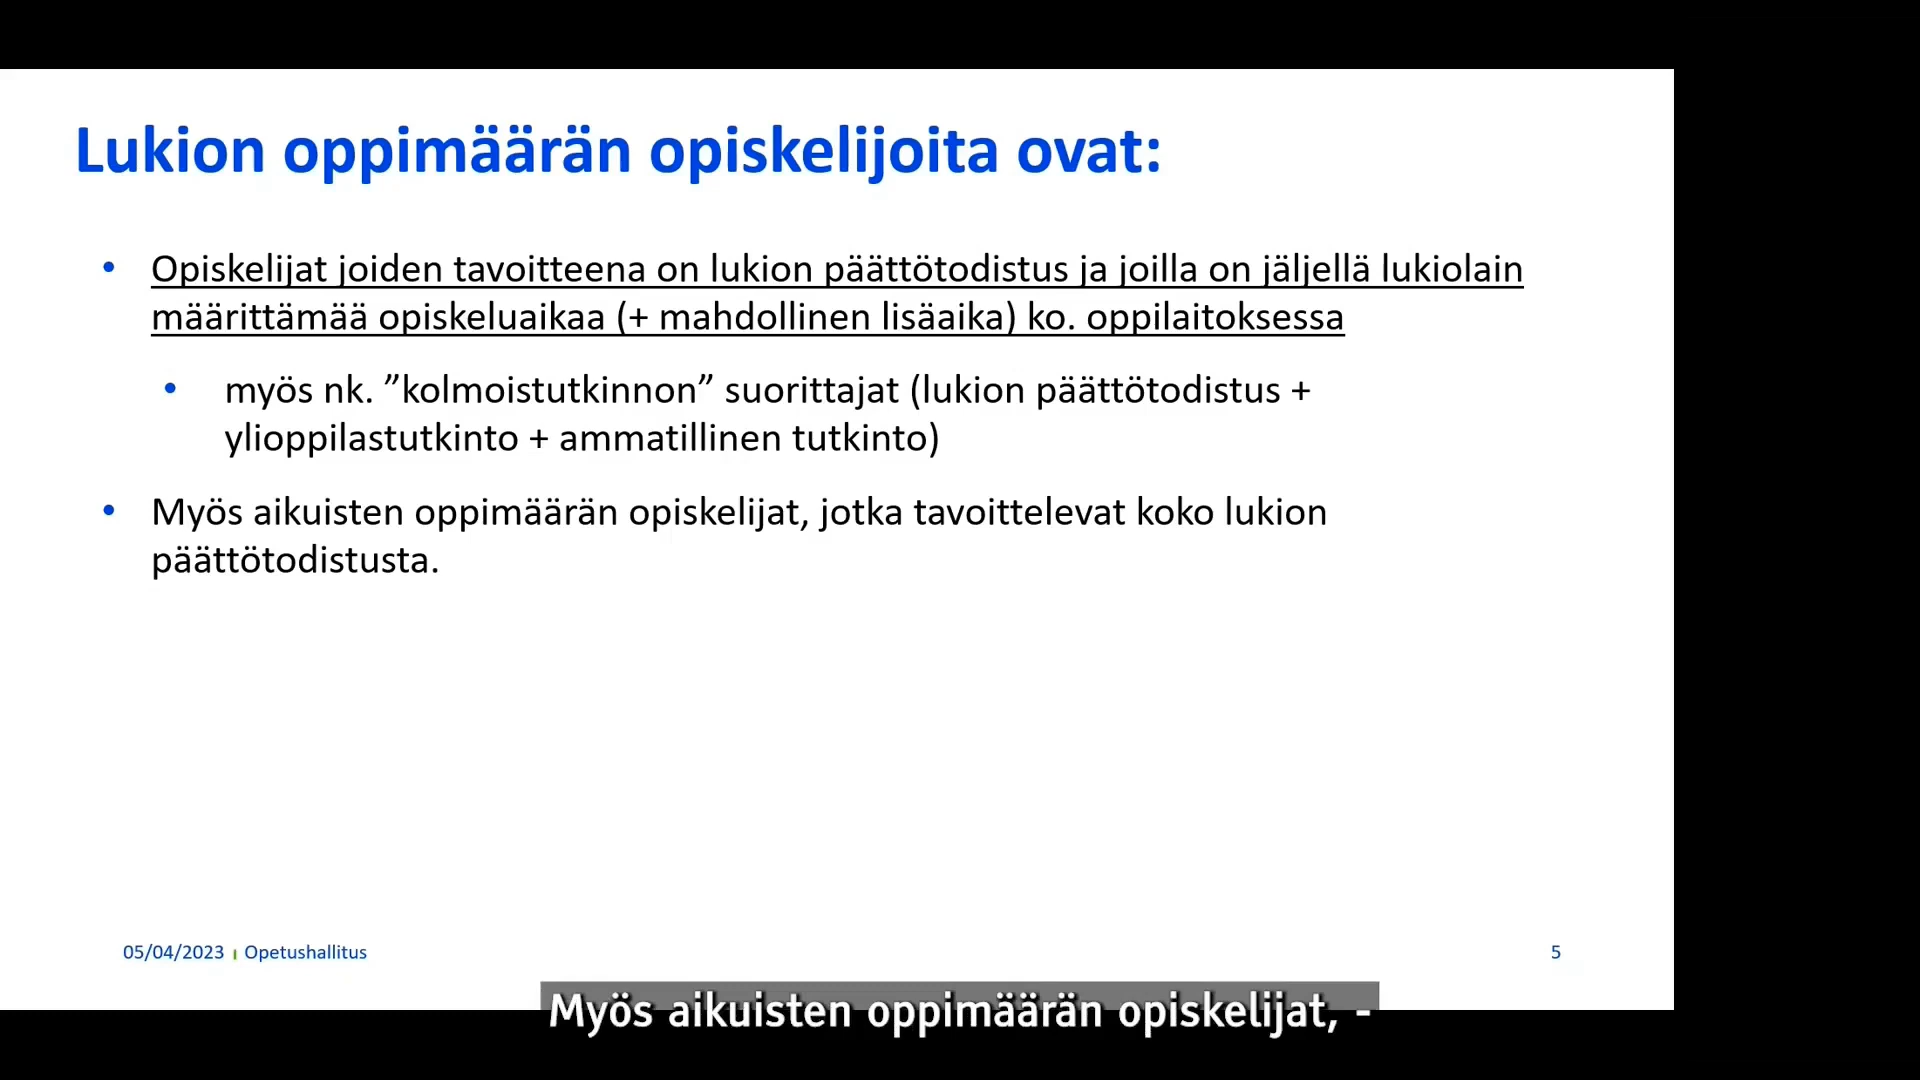 Lukion oppimäärän opiskelijoita ovat:
• Opiskelijat joiden tavoitteena on lukion päättötodistus ja joilla on jäljellä lukiolain
määrittämää opiskeluaikaa (+ mahdollinen lisäaika) ko. oppilaitoksessa
• myös nk. ”kolmoistutkinnon” suorittajat (lukion päättötodistus +
ylioppilastutkinto + ammatillinen tutkinto)
• Myös aikuisten oppimäärän opiskelijat, jotka tavoittelevat koko lukion
päättötodistusta.
05/04/2023 | Opetushallitus 5
Myös aikuisten oppimäärän opiskelijat, -